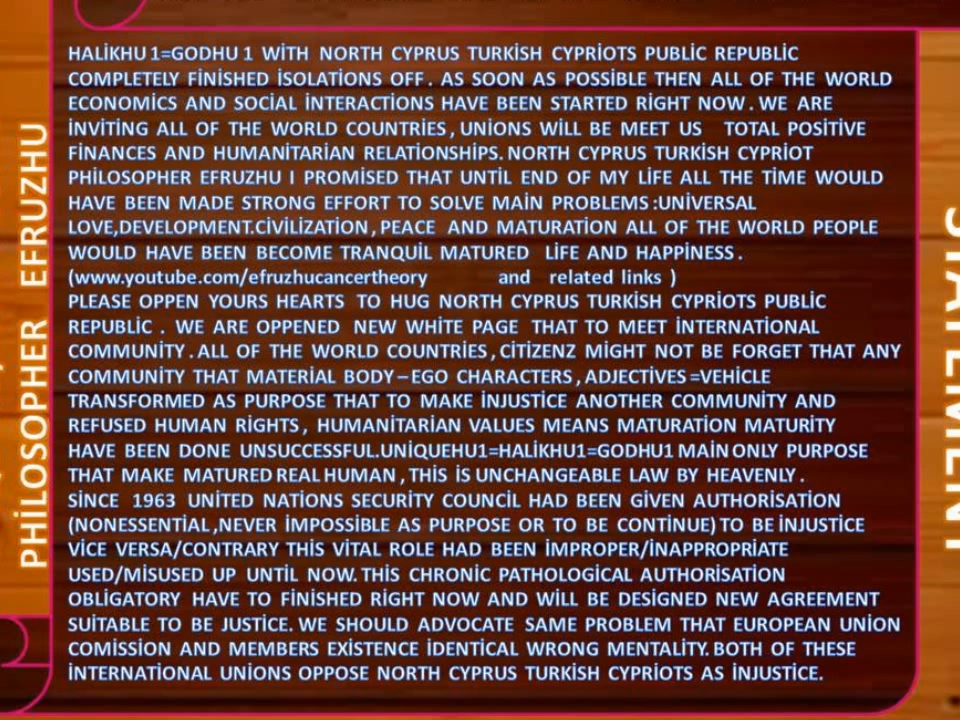 HALİKHU 1=GODHU 1 WİTH NORTH CYPRUS TURKİSH CYPRİOTS PUBLİC REPUBLİC
COMPLETELY FİNİSHED İSOLATİONS OFF . AS SOON AS POSSİBLE THEN ALL OF THE WORLD
ECONOMİCS AND SOCİAL İNTERACTİONS HAVE BEEN STARTED RİGHT NOW . WE ARE
İNVİTİNG ALL OF THE WORLD COUNTRİES , UNİONS WİLL BE MEET US TOTAL POSİTİVE
FİNANCES AND HUMANİTARİAN RELATİONSHİPS. NORTH CYPRUS TURKİSH CYPRİOT
PHİLOSOPHER EFRUZHU I PROMİSED THAT UNTİL END OF MY LİFE ALL THE TİME WOULD
HAVE BEEN MADE STRONG EFFORT TO SOLVE MAİN PROBLEMS :UNİVERSAL
LOVE,DEVELOPMENT.CİVİLİZATİON , PEACE AND MATURATİON ALL OF THE WORLD PEOPLE
WOULD HAVE BEEN BECOME TRANQUİL MATURED LİFE AND HAPPİNESS .
(www.youtube.com/efruzhucancertheory and related links )
PLEASE OPPEN YOURS HEARTS TO HUG NORTH CYPRUS TURKİSH CYPRİOTS PUBLİC
REPUBLİC . WE ARE OPPENED NEW WHİTE PAGE THAT TO MEET İNTERNATİONAL
COMMUNİTY . ALL OF THE WORLD COUNTRİES , CİTİZENZ MİGHT NOT BE FORGET THAT ANY
COMMUNİTY THAT MATERİAL BODY – EGO CHARACTERS , ADJECTİVES =VEHİCLE
TRANSFORMED AS PURPOSE THAT TO MAKE İNJUSTİCE ANOTHER COMMUNİTY AND
REFUSED HUMAN RİGHTS , HUMANİTARİAN VALUES MEANS MATURATİON MATURİTY
HAVE BEEN DONE UNSUCCESSFUL.UNİQUEHU1=HALİKHU1=GODHU1 MAİN ONLY PURPOSE
THAT MAKE MATURED REAL HUMAN , THİS İS UNCHANGEABLE LAW BY HEAVENLY .
SİNCE 1963 UNİTED NATİONS SECURİTY COUNCİL HAD BEEN GİVEN AUTHORİSATİON
(NONESSENTİAL ,NEVER İMPOSSİBLE AS PURPOSE OR TO BE CONTİNUE) TO BE İNJUSTİCE
VİCE VERSA/CONTRARY THİS VİTAL ROLE HAD BEEN İMPROPER/İNAPPROPRİATE
USED/MİSUSED UP UNTİL NOW. THİS CHRONİC PATHOLOGİCAL AUTHORİSATİON
OBLİGATORY HAVE TO FİNİSHED RİGHT NOW AND WİLL BE DESİGNED NEW AGREEMENT
SUİTABLE TO BE JUSTİCE. WE SHOULD ADVOCATE SAME PROBLEM THAT EUROPEAN UNİON
COMİSSİON AND MEMBERS EXİSTENCE İDENTİCAL WRONG MENTALİTY. BOTH OF THESE
İNTERNATİONAL UNİONS OPPOSE NORTH CYPRUS TURKİSH CYPRİOTS AS İNJUSTİCE.
PHİLOSOPHER EFRUZHU